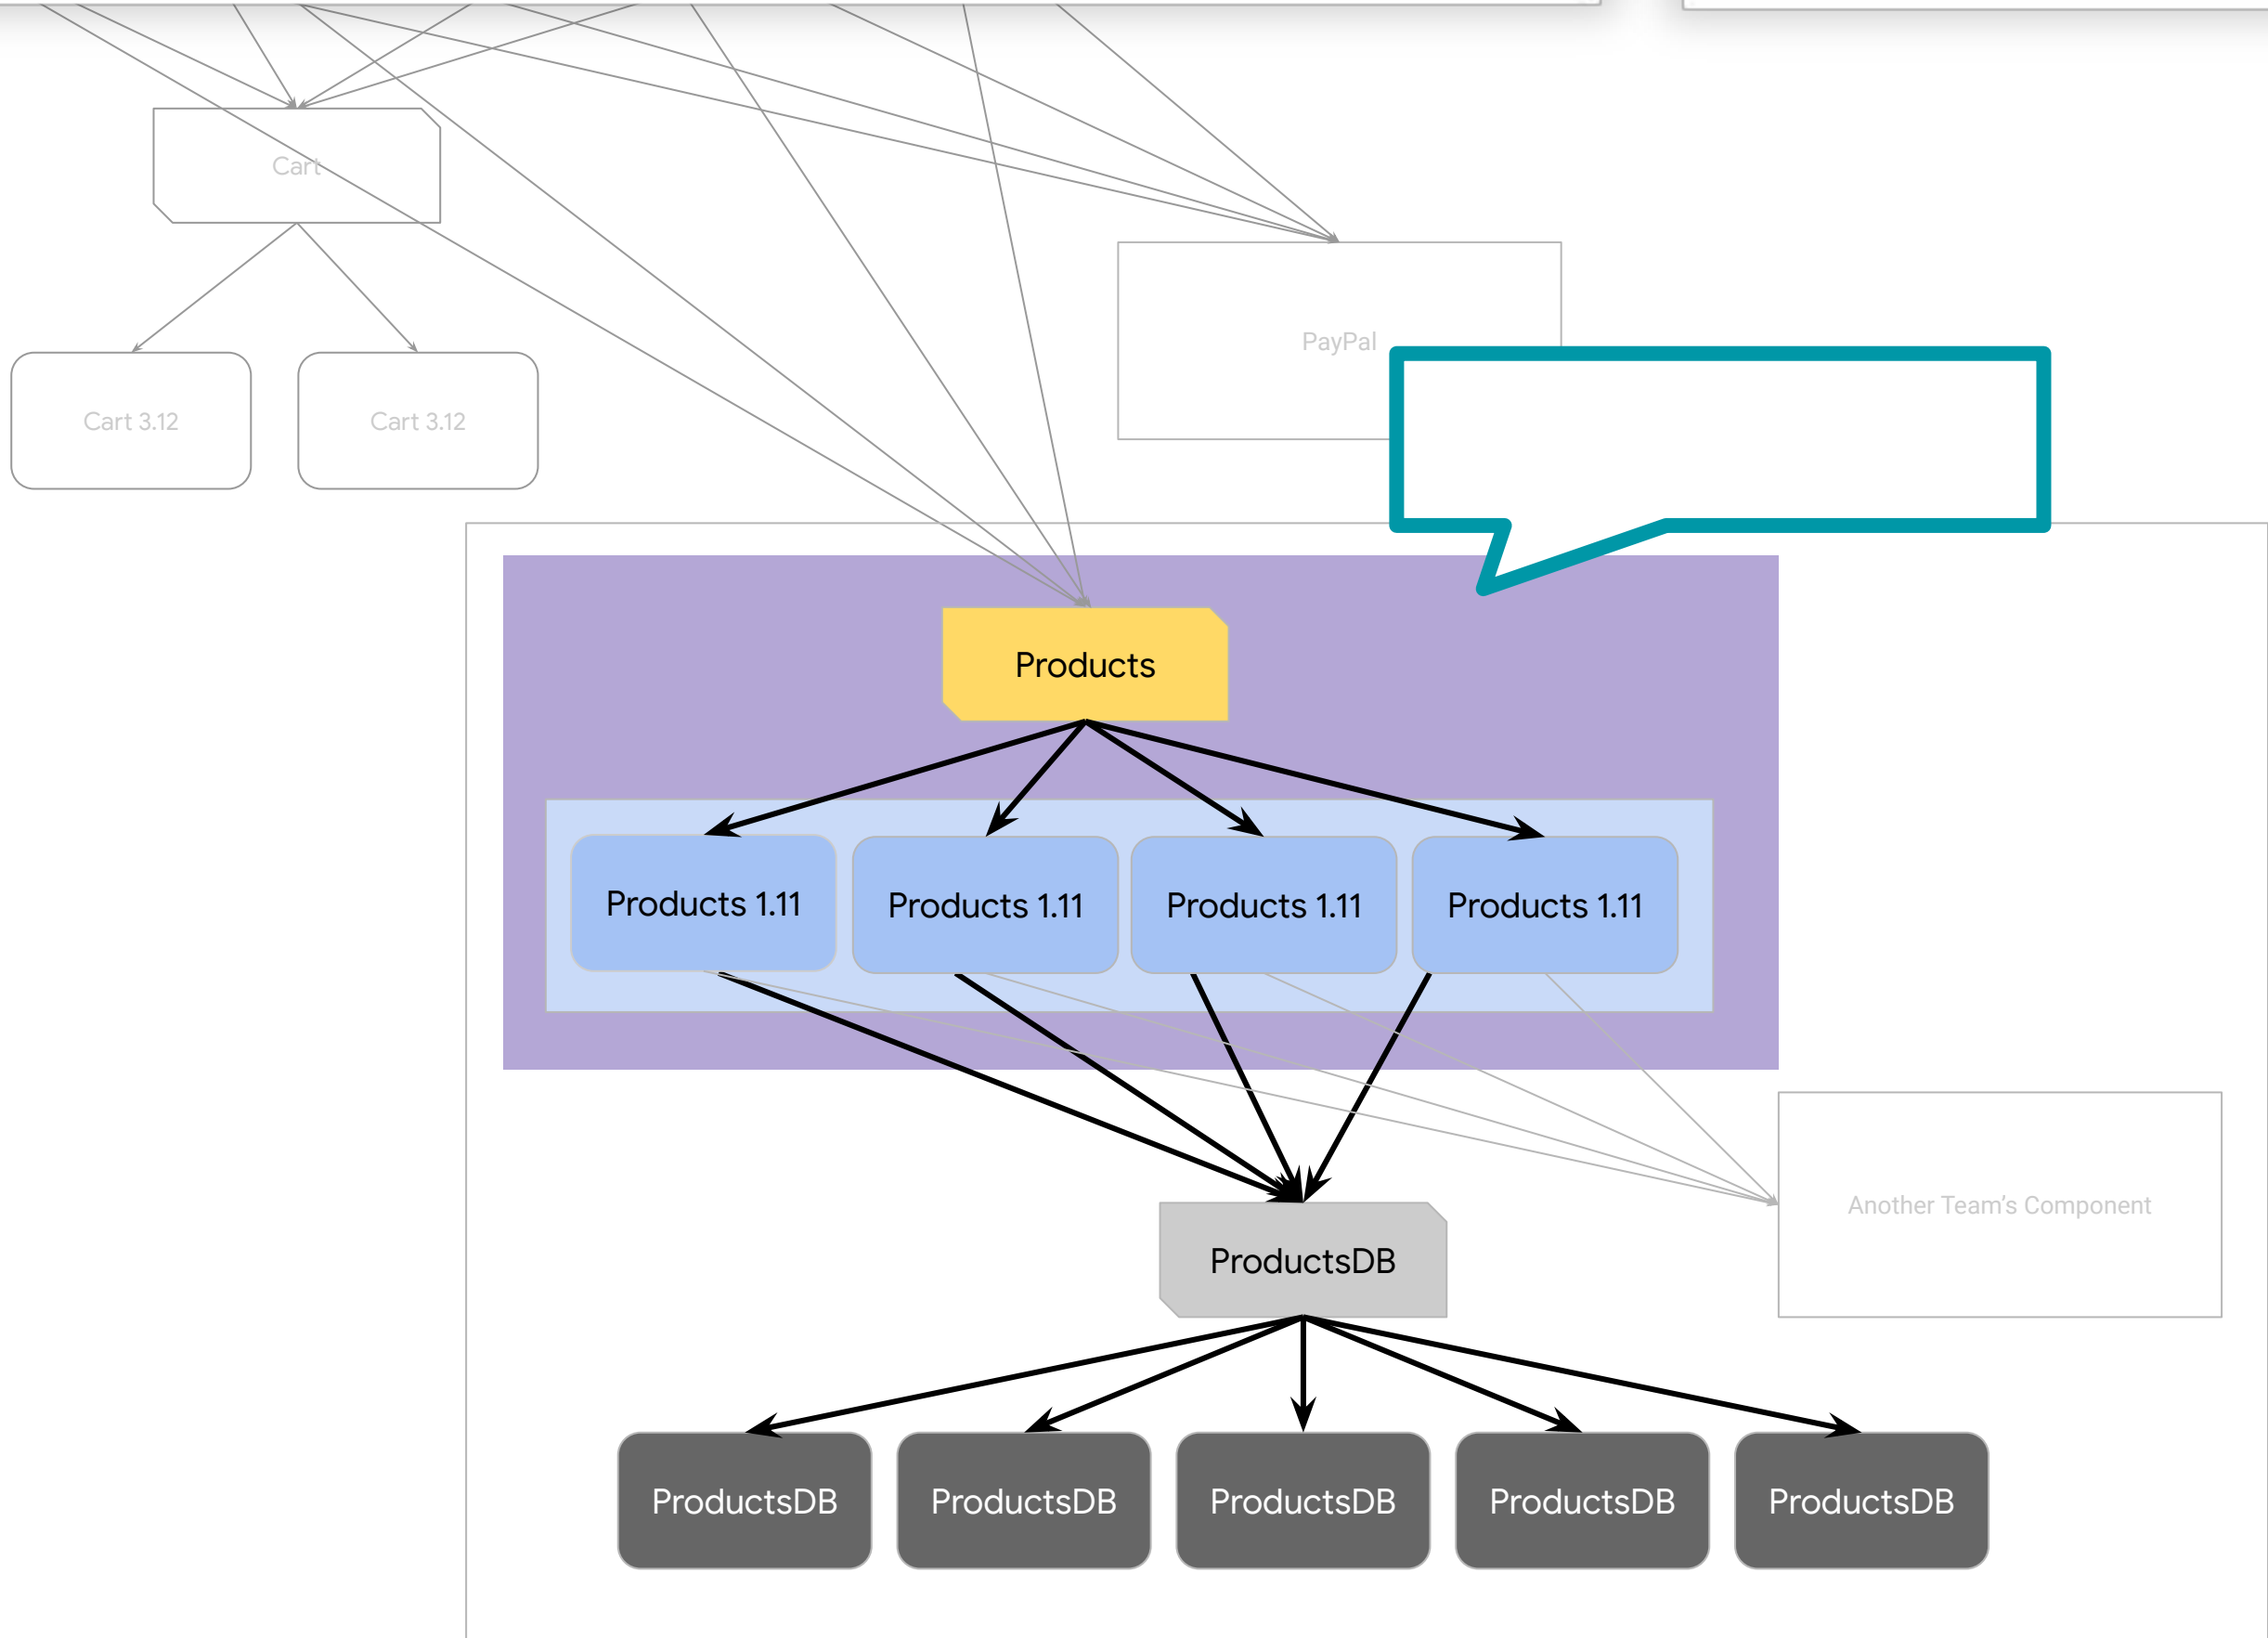 Cart
PayPal
Cart 3.12
Cart 3.12
Products
Products 1.11
Products 1.11
Products 1.11
Products 1.11
Another Team’s Component
ProductsDB
ProductsDB
ProductsDB
ProductsDB
ProductsDB
ProductsDB